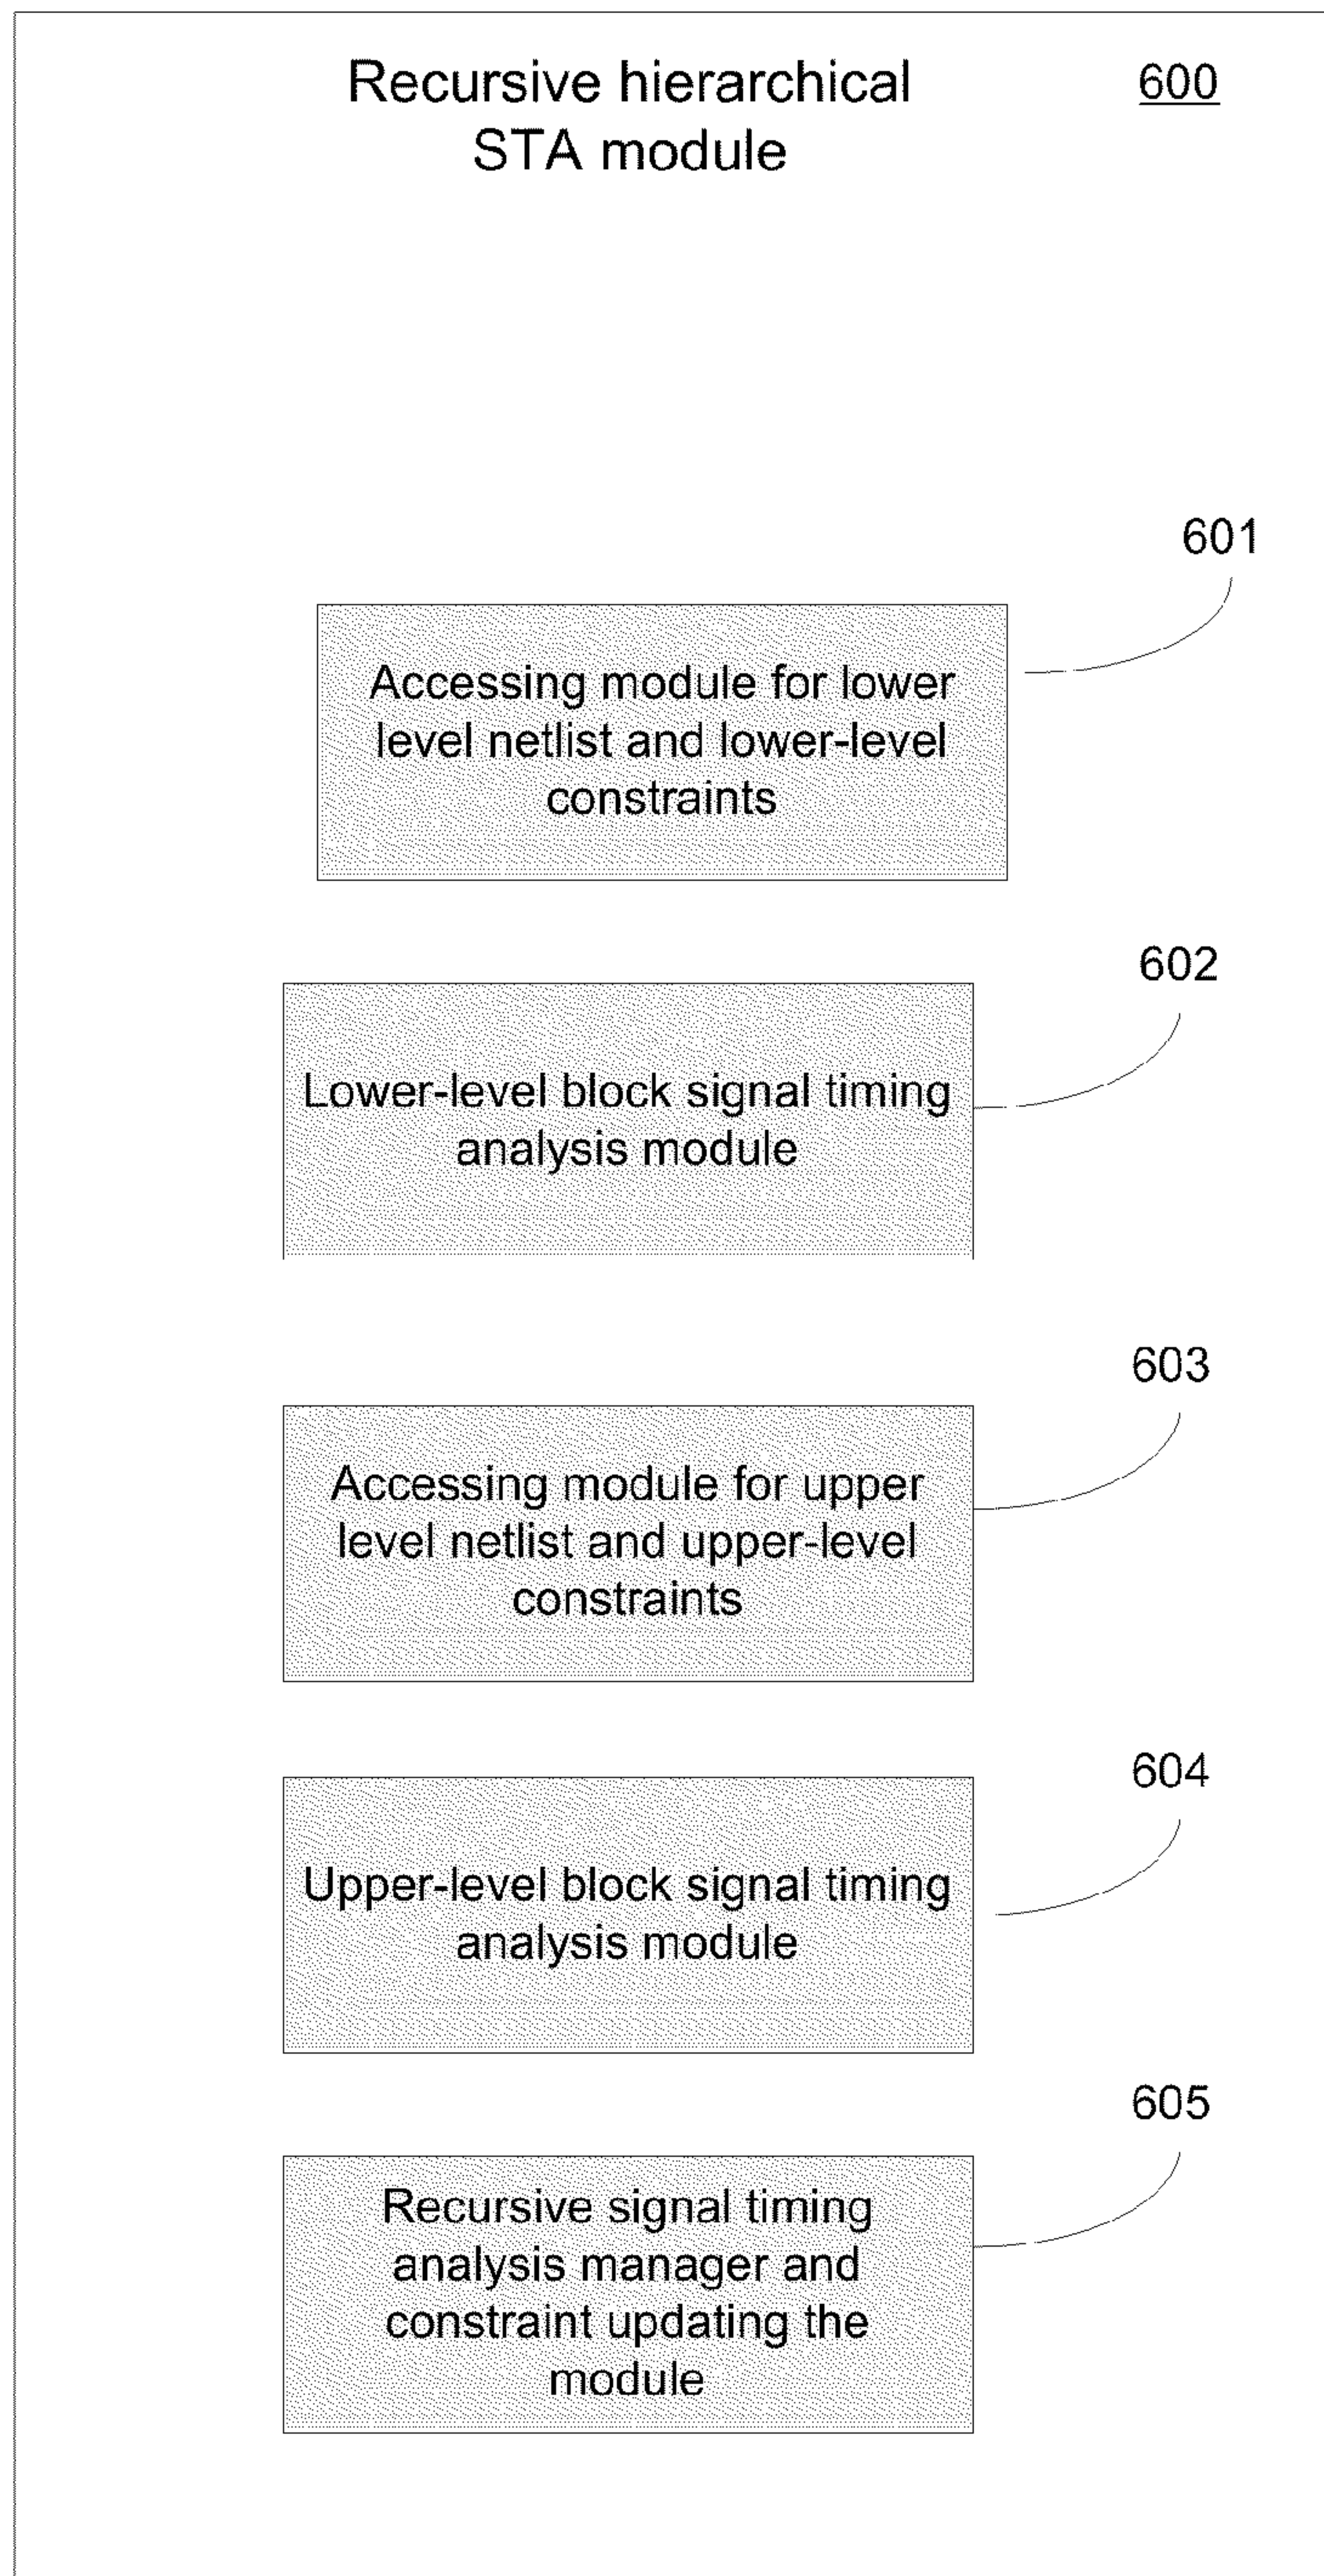 Recursive hierarchical
STA module
600
601
Accessing module for lower
level netlist and lower-level
constraints
602
Lower-level block signal timing
analysis module
603
Accessing module for upper
level netlist and upper-level
constraints
604
Upper-level block signal timing
analysis module
605
Recursive signal timing
analysis manager and
constraint updating the
module